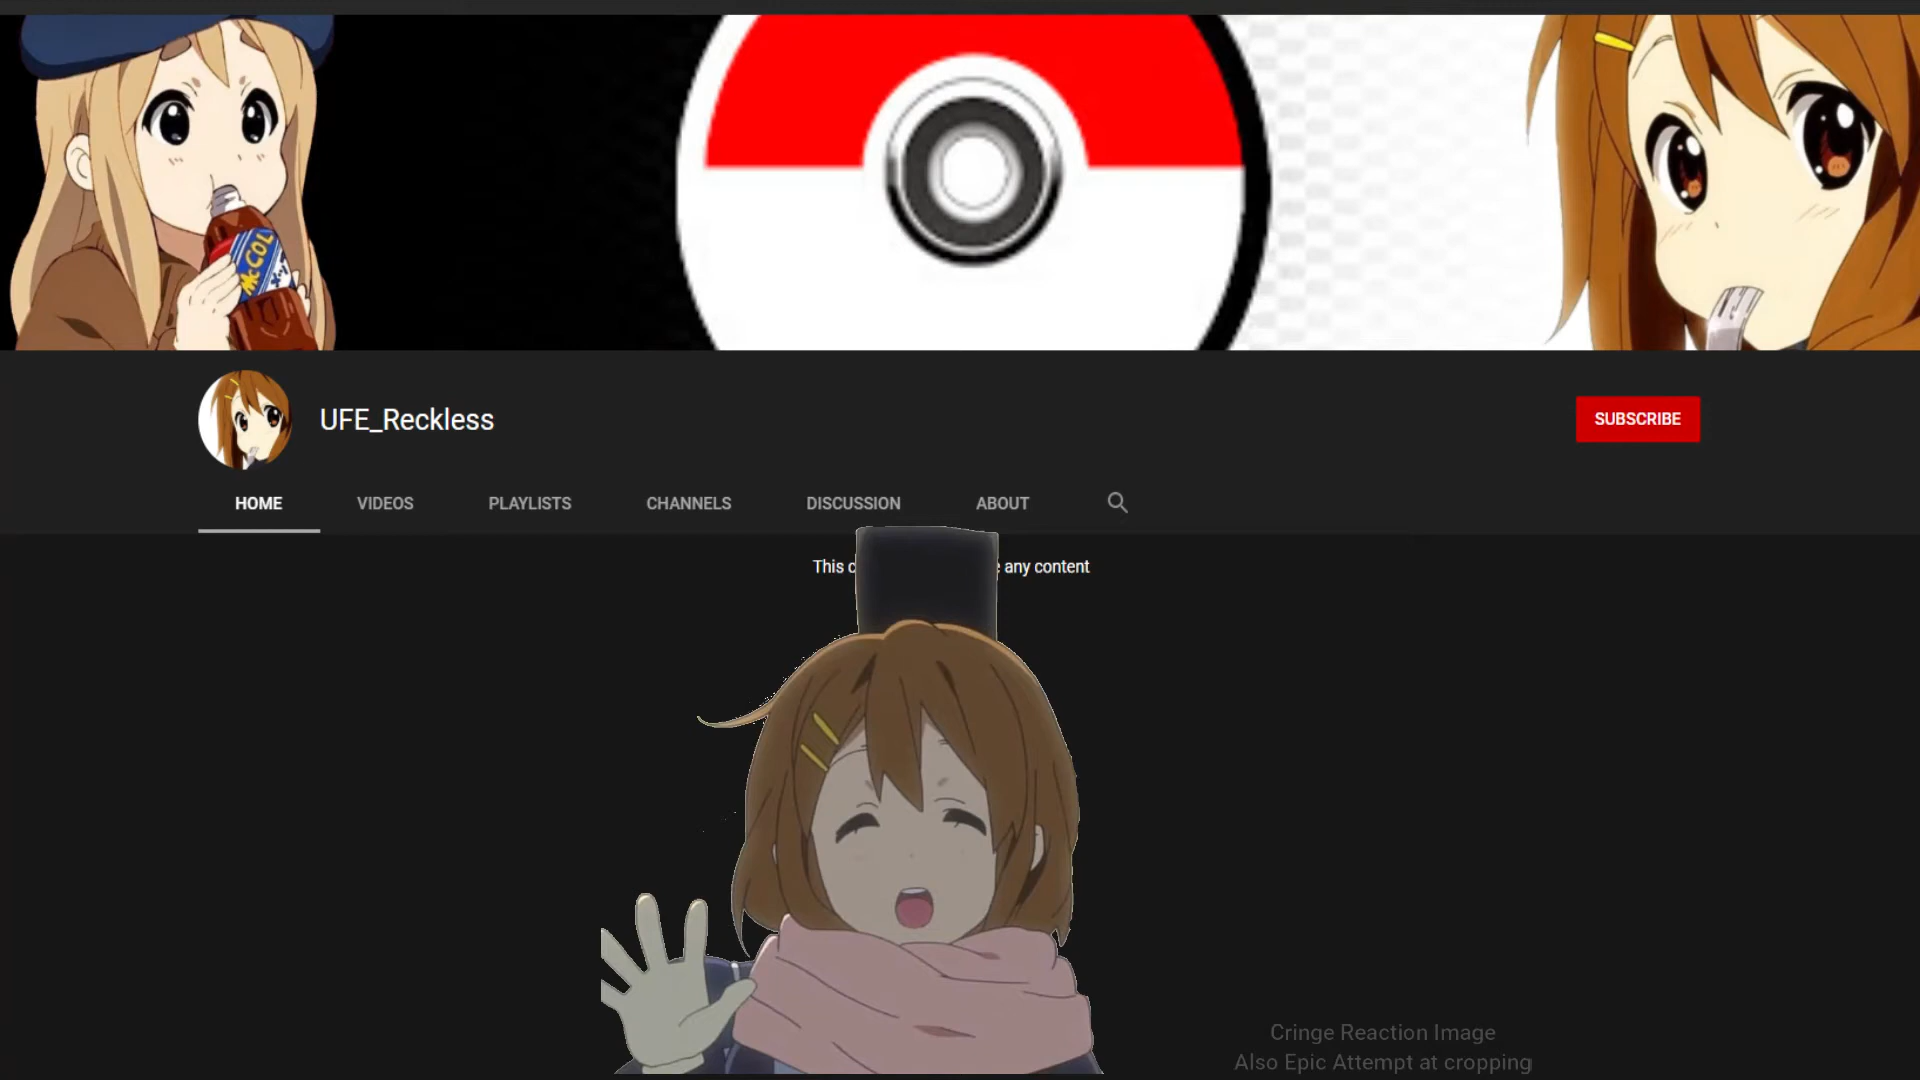 McCOL
UFE_Reckless
SUBSCRIBE
HOME VIDEOS PLAYLISTS CHANNELS DISCUSSION ABOUT
This any content
Cringe Reaction Image
Also Epic Attempt at cropping